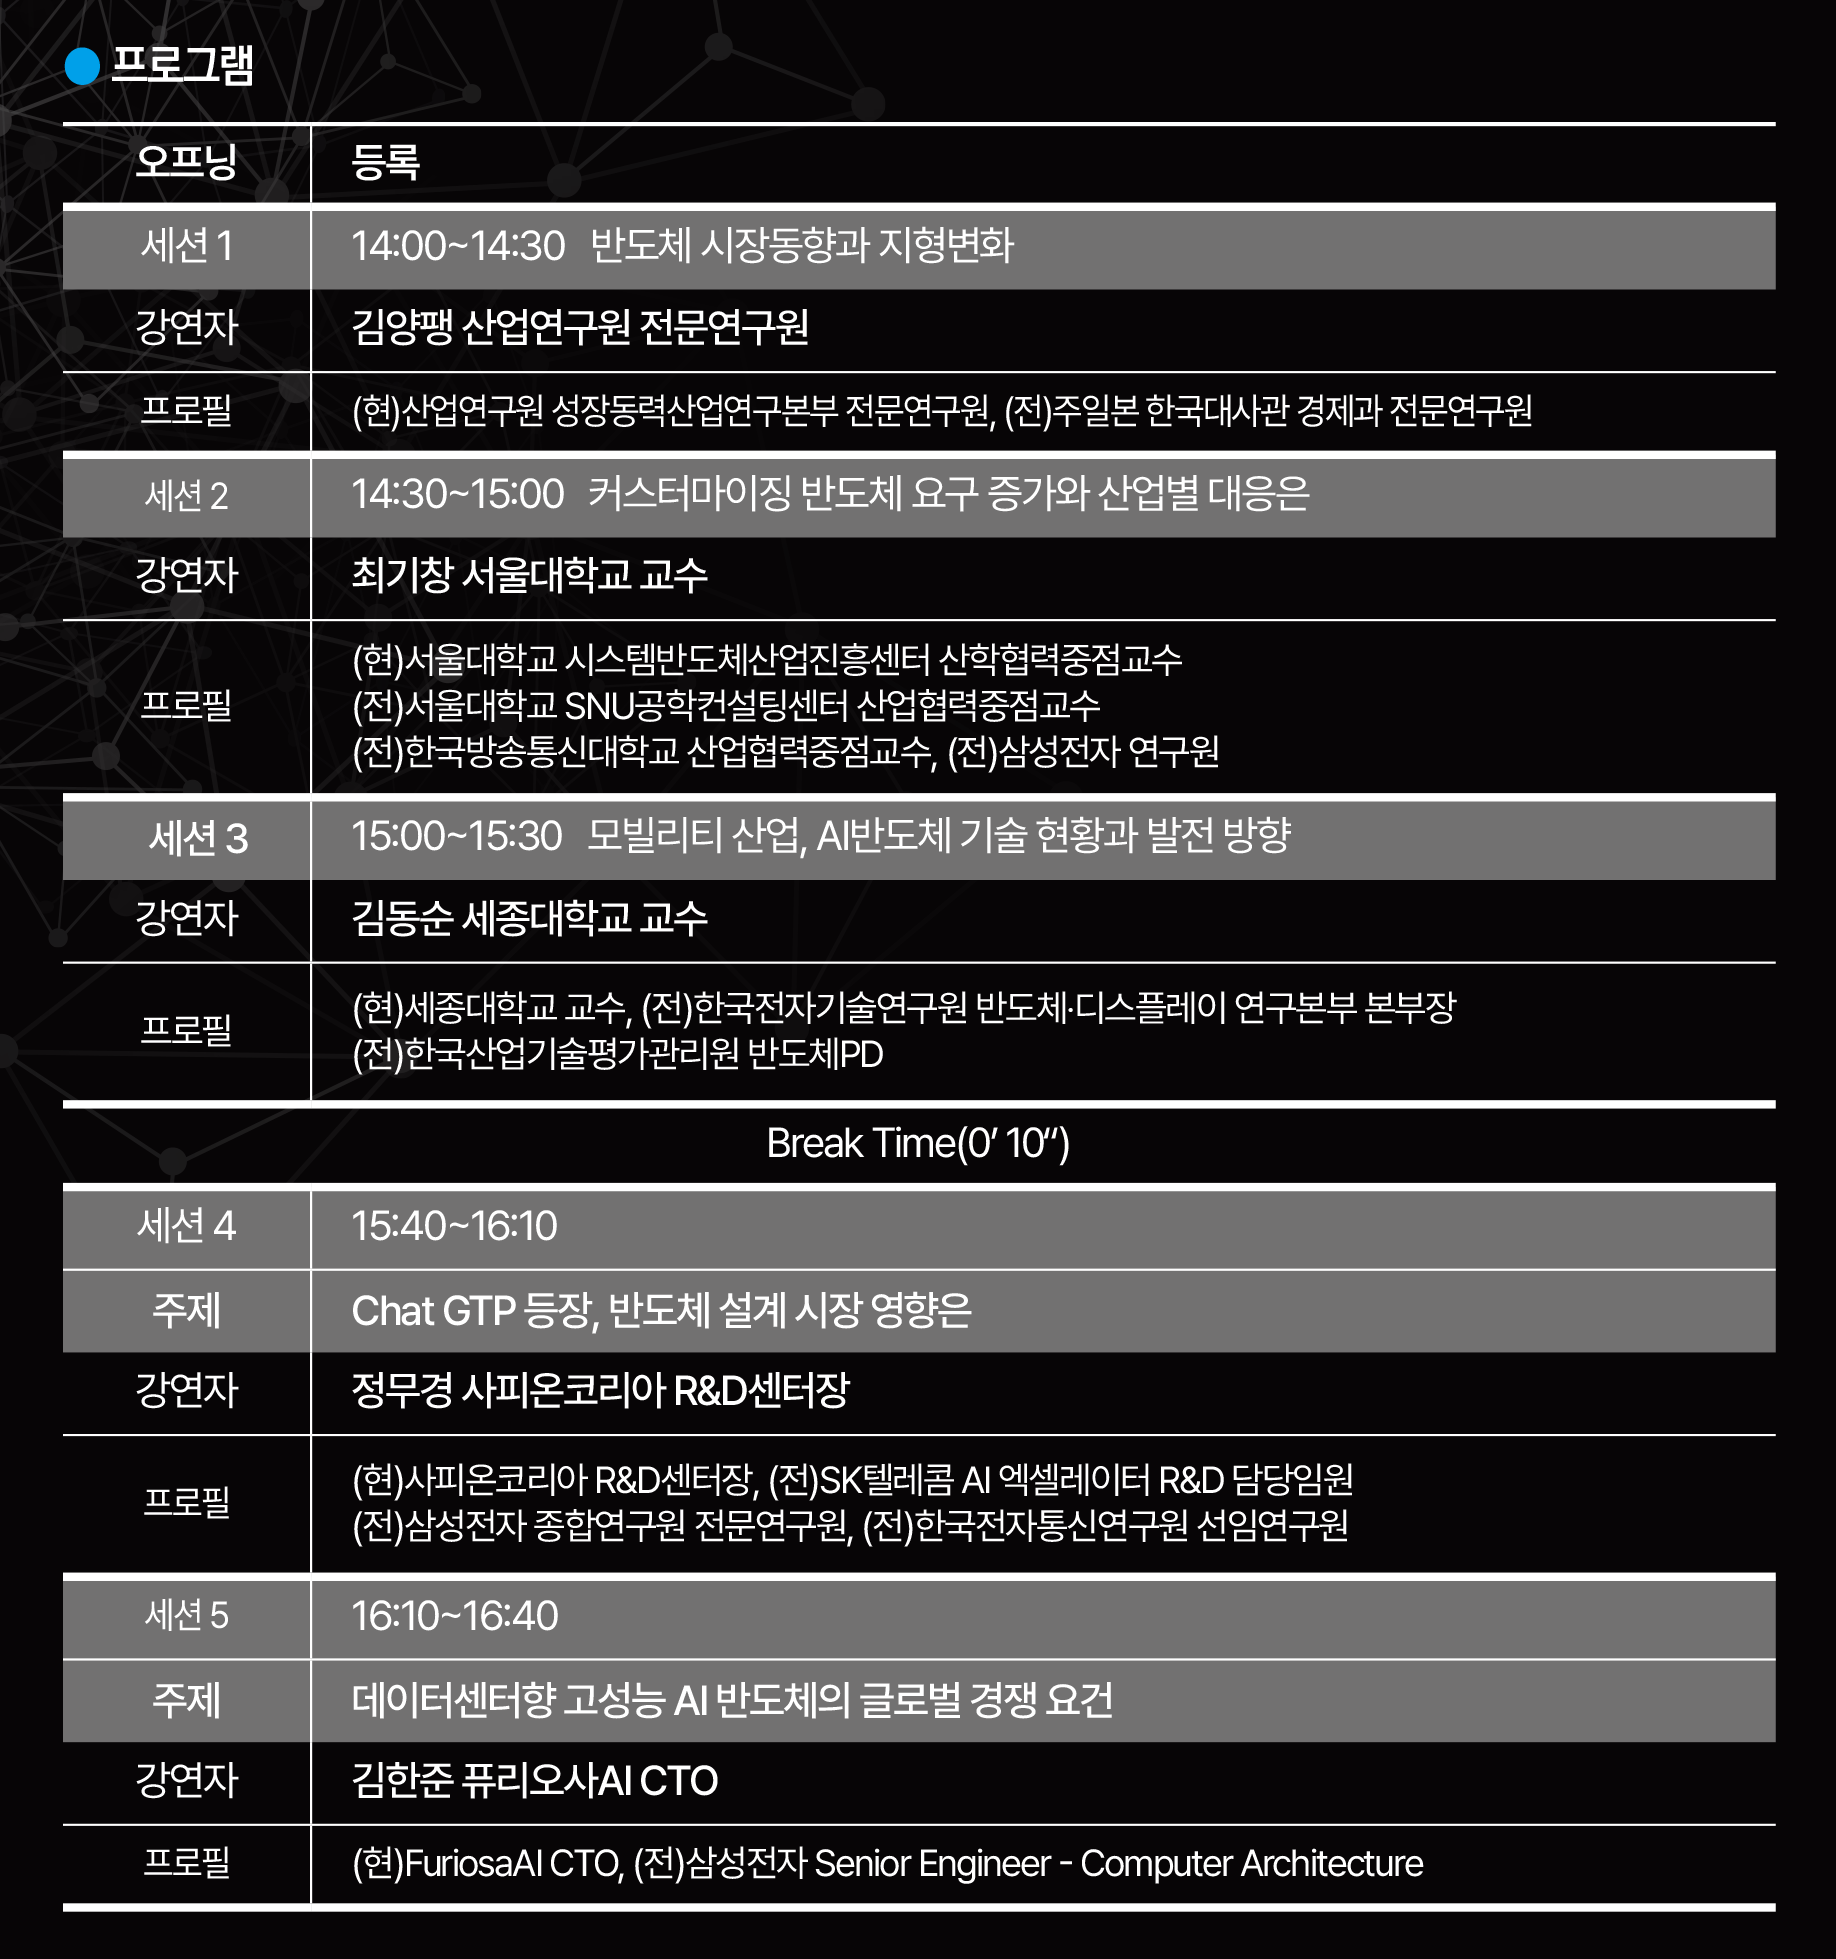 프로그램
오프닝 등록
세션 1 14:00~14:30 반도체 시장동향과 지형변화
강연자 김양팽 산업연구원 전문연구원
프로필 (현)산업연구원 성장동력산업연구본부 전문연구원, (전)주일본 한국대사관 경제과 전문연구원
세션 2 14:30~15:00 커스터마이징 반도체 요구 증가와 산업별 대응은
강연자 최기창 서울대학교 교수
프로필
(현)서울대학교 시스템반도체산업진흥센터 산학협력중점교수
(전)서울대학교 SNU공학컨설팅센터 산업협력중점교수
(전)한국방송통신대학교 산업협력중점교수, (전)삼성전자 연구원
세션 3 15:00~15:30 모빌리티 산업, AI반도체 기술 현황과 발전 방향
강연자 김동순 세종대학교 교수
프로필
(현)세종대학교 교수, (전)한국전자기술연구원 반도체·디스플레이 연구본부 본부장
(전)한국산업기술평가관리원 반도체PD
Break Time(0’ 10“)
세션 4 15:40~16:10
주제 Chat GTP 등장, 반도체 설계 시장 영향은
강연자 정무경 사피온코리아 R&D센터장
프로필
(현)사피온코리아 R&D센터장, (전)SK텔레콤 AI 엑셀레이터 R&D 담당임원
(전)삼성전자 종합연구원 전문연구원, (전)한국전자통신연구원 선임연구원
세션 5 16:10~16:40
주제 데이터센터향 고성능 AI 반도체의 글로벌 경쟁 요건
강연자 김한준 퓨리오사AI CTO
프로필 (현)FuriosaAI CTO, (전)삼성전자 Senior Engineer - Computer Architecture